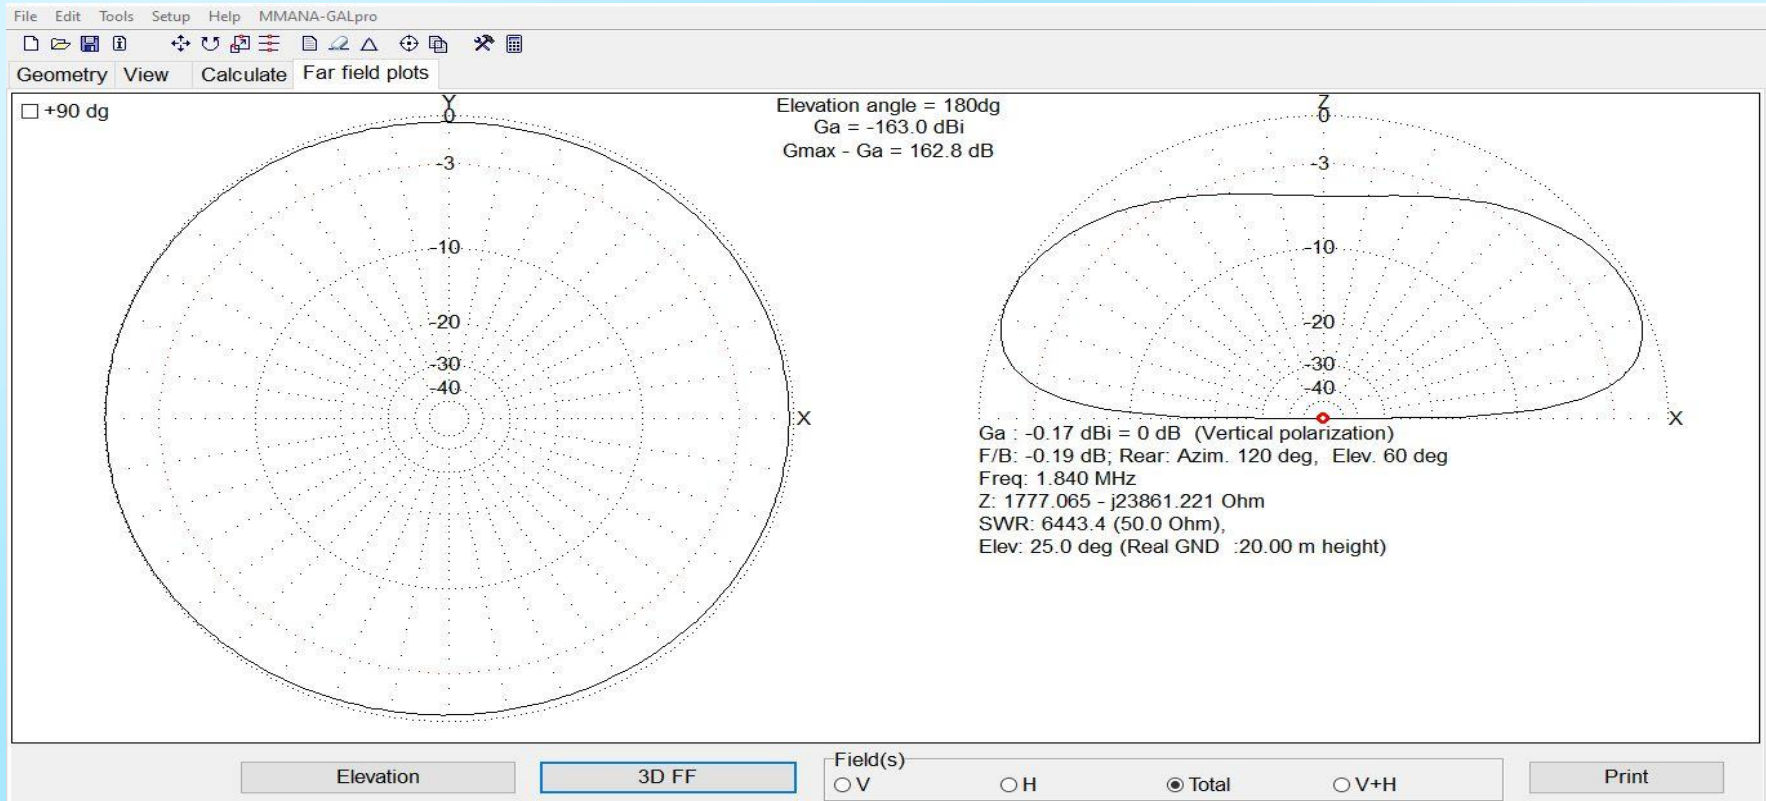 File Edit Tools Setup Help MMANA-GALpro
Geometry View Calculate Far field plots
+90 dg
Y
0
-3
-10
-20
-30
-40
X
Elevation angle = 180dg
Ga = -163.0 dBi
Gmax - Ga = 162.8 dB
Z
0
-3
-10
-20
-30
-40
X
Ga : -0.17 dBi = 0 dB (Vertical polarization)
F/B: -0.19 dB; Rear: Azim. 120 deg, Elev. 60 deg
Freq: 1.840 MHz
Z: 1777.065 - j23861.221 Ohm
SWR: 6443.4 (50.0 Ohm),
Elev: 25.0 deg (Real GND :20.00 m height)
Elevation
3D FF
Field(s)
V H Total V+H
Print